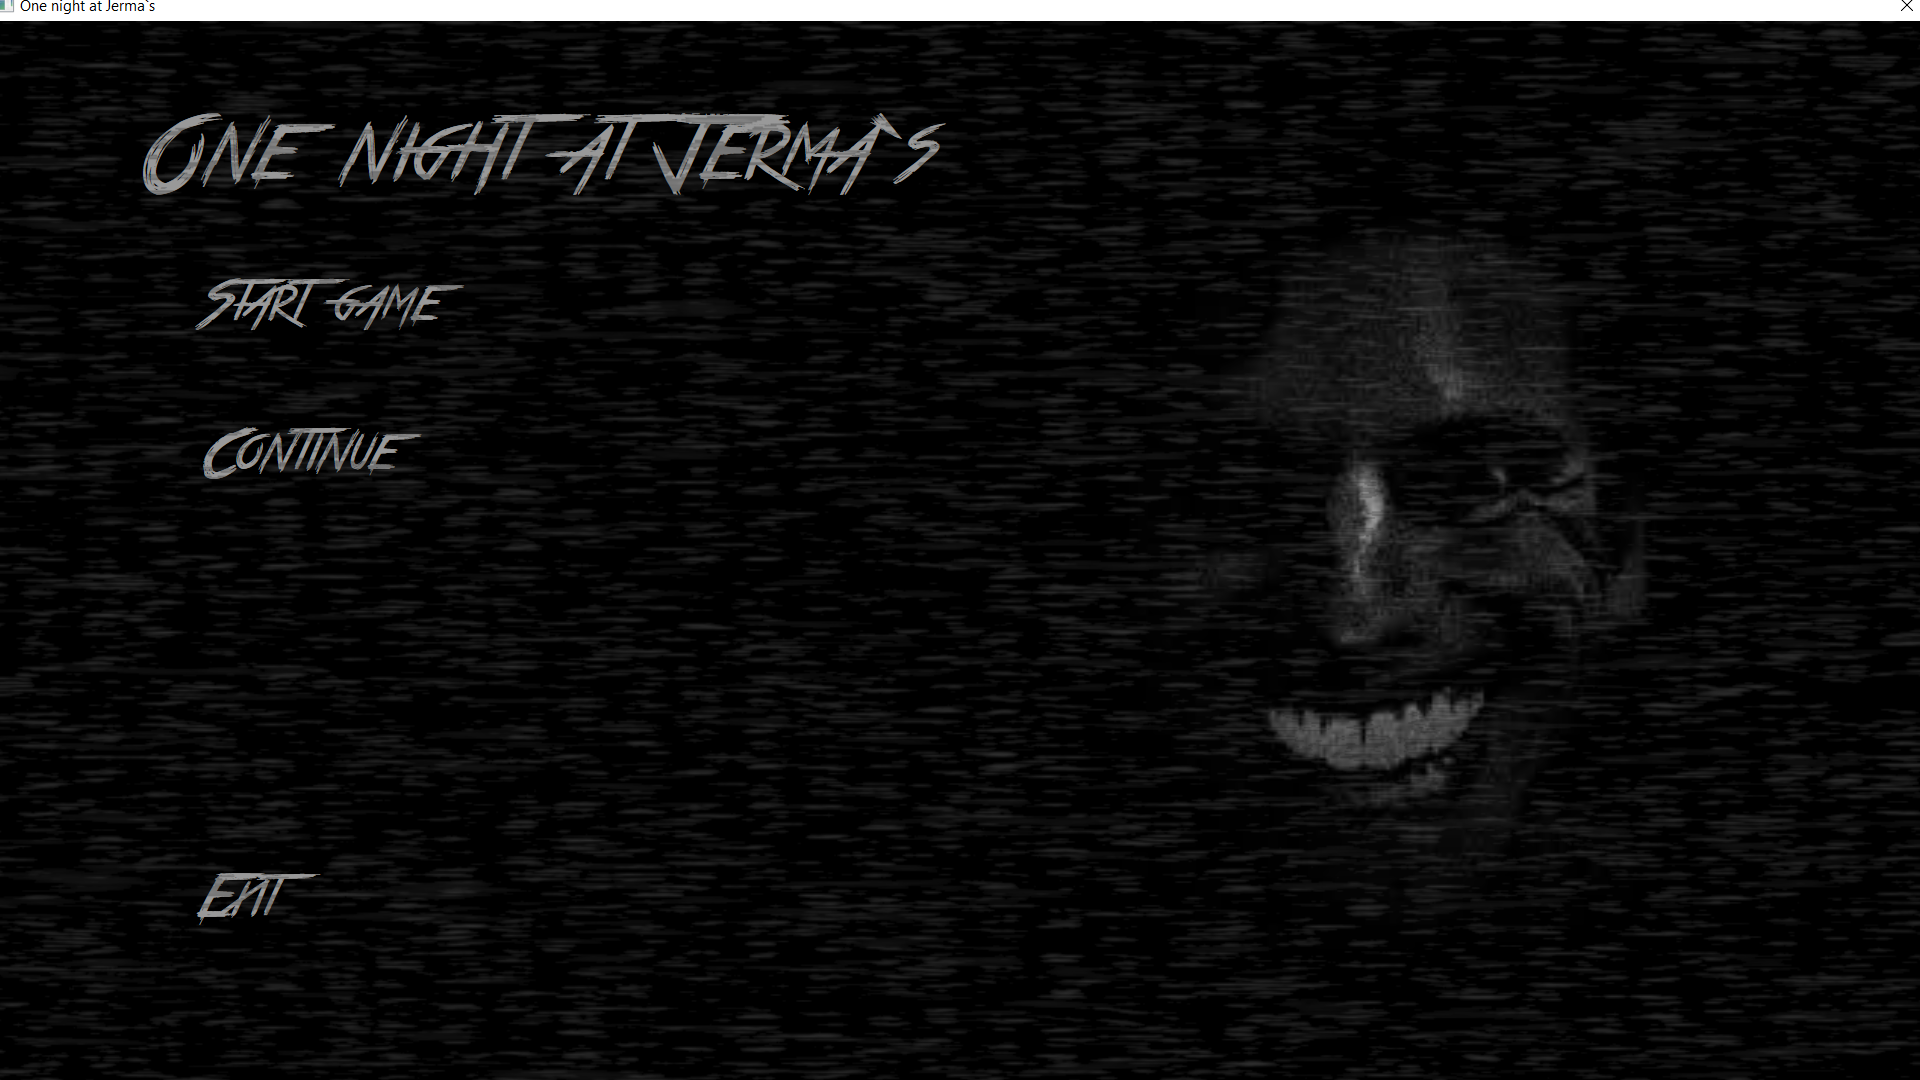 One night at Jerma`s
One night at Jerma`s
Start game
Continue
Exit